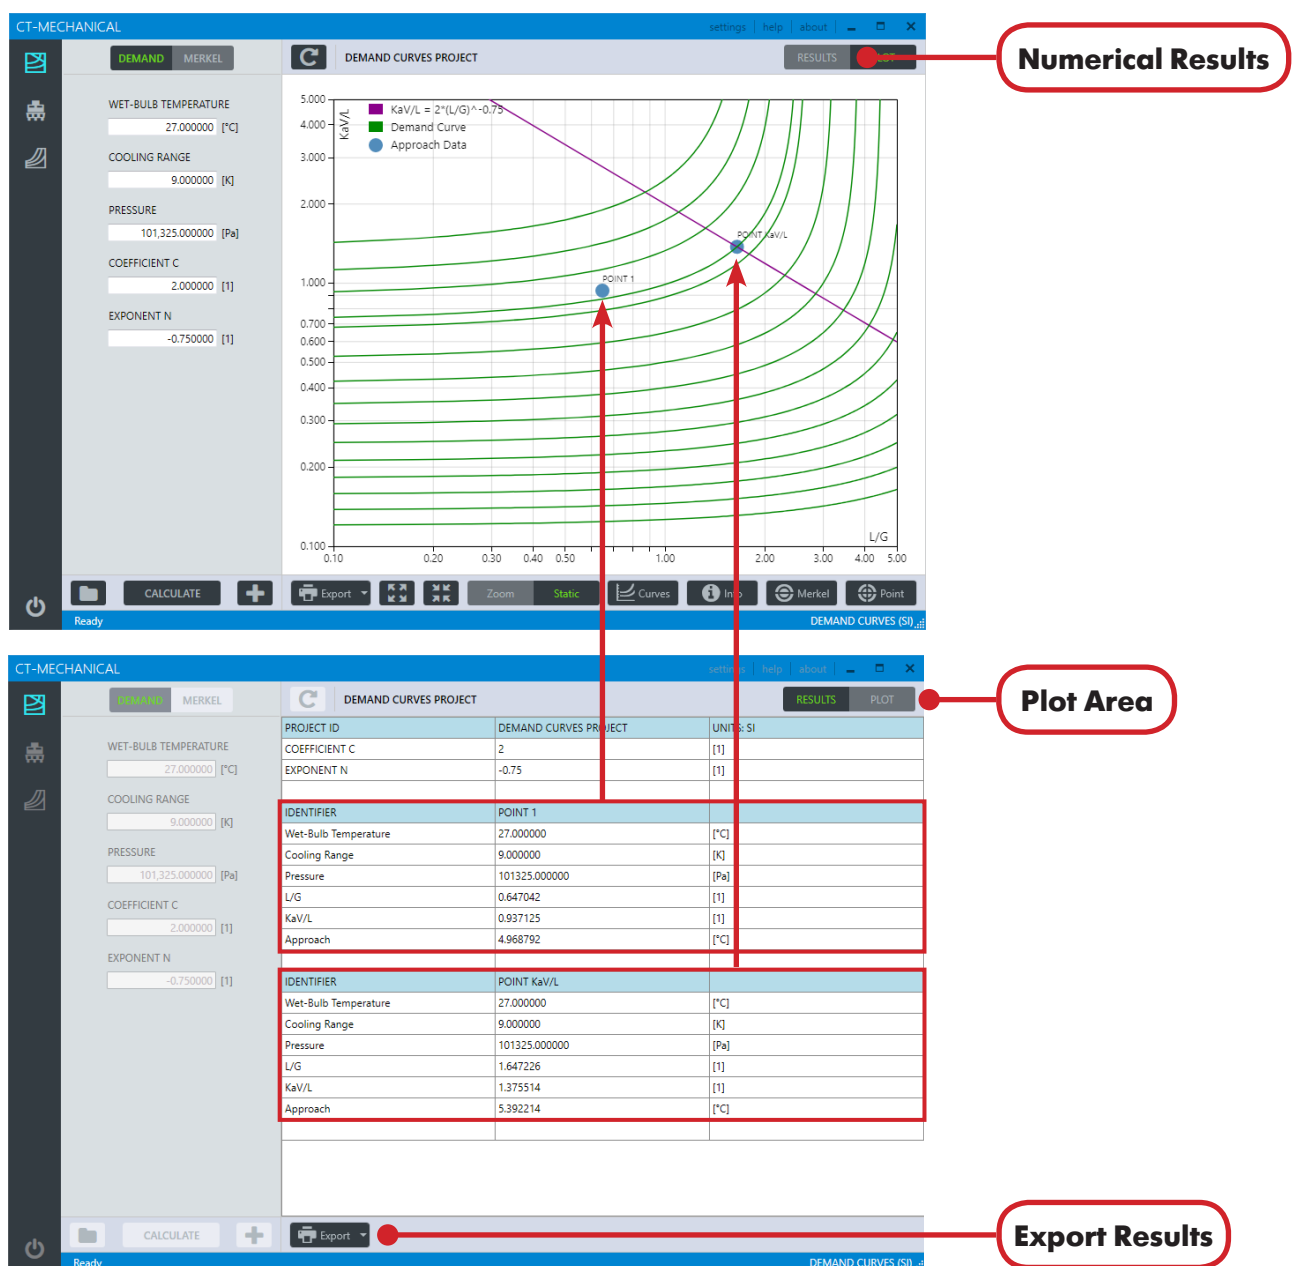 CT-MECHANICAL
settings help about
DEMAND MERKEL
DEMAND CURVES PROJECT
RESULTS
Numerical Results
WET-BULB TEMPERATURE
27.000000 [°C]
COOLING RANGE
9.000000 [K]
PRESSURE
101,325.000000 [Pa]
COEFFICIENT C
2.000000 [1]
EXPONENT N
-0.750000 [1]
KaV/L
KaV/L = 2*(L/G)^-0.75
Demand Curve
Approach Data
5.000
4.000
3.000
2.000
1.000
0.700
0.600
0.500
0.400
0.300
0.200
0.100
POINT KaV/L
POINT 1
L/G
0.10 0.20 0.30 0.40 0.50 1.00 2.00 3.00 4.00 5.00
CALCULATE
Export Zoom Static Curves Info Merkel Point
Ready
DEMAND CURVES (SI)
CT-MECHANICAL
settings help about
DEMAND MERKEL
DEMAND CURVES PROJECT
RESULTS PLOT
Plot Area
WET-BULB TEMPERATURE
27.000000 [°C]
COOLING RANGE
9.000000 [K]
PRESSURE
101,325.000000 [Pa]
COEFFICIENT C
2.000000 [1]
EXPONENT N
-0.750000 [1]
PROJECT ID DEMAND CURVES PROJECT UNITS: SI
COEFFICIENT C 2 [1]
EXPONENT N -0.75 [1]
IDENTIFIER POINT 1
Wet-Bulb Temperature 27.000000 [°C]
Cooling Range 9.000000 [K]
Pressure 101325.000000 [Pa]
L/G 0.647042 [1]
KaV/L 0.937125 [1]
Approach 4.968792 [°C]
IDENTIFIER POINT KaV/L
Wet-Bulb Temperature 27.000000 [°C]
Cooling Range 9.000000 [K]
Pressure 101325.000000 [Pa]
L/G 1.647226 [1]
KaV/L 1.375514 [1]
Approach 5.392214 [°C]
CALCULATE
Export
Export Results
Ready
DEMAND CURVES (SI)